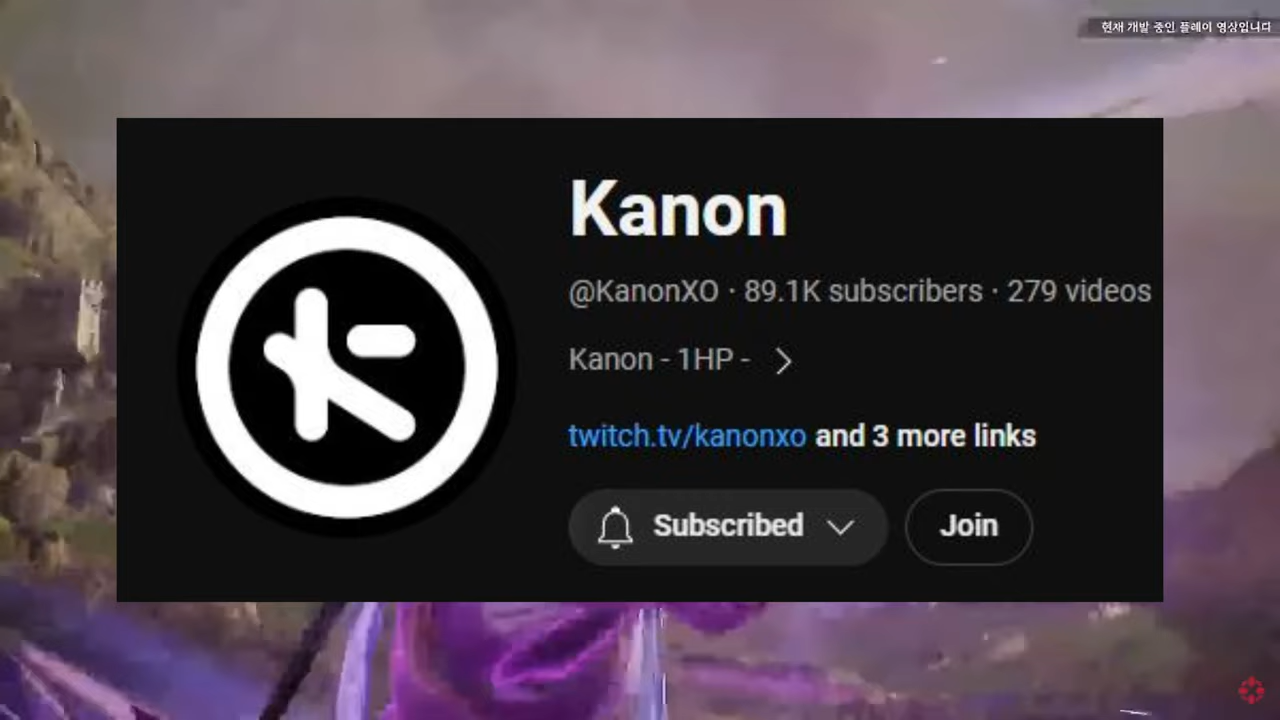 현재 개발 중인 플레이 영상입니다
Kanon
@KanonXO · 89.1K subscribers · 279 videos
Kanon - 1HP -
twitch.tv/kanonxo and 3 more links
Subscribed
Join